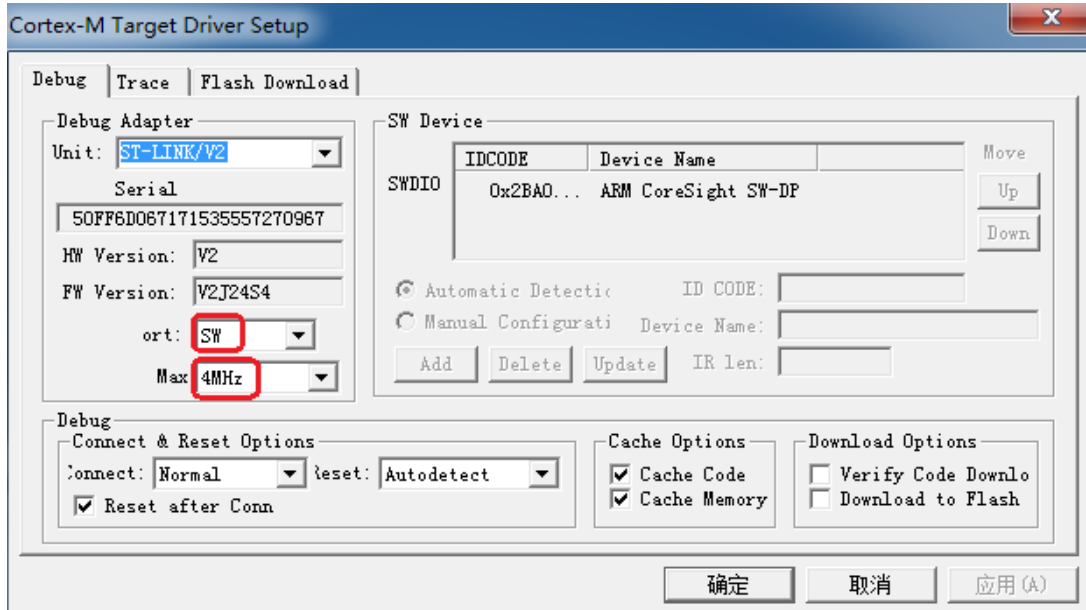 Cortex-M Target Driver Setup
Debug Trace Flash Download
Debug Adapter
Unit: ST-LINK/V2
Serial
50FF6D067171535557270967
HW Version: V2
FW Version: V2J24S4
ort: SW
Max 4MHz
SW Device
IDCODE Device Name
SWDIO 0x2BA0... ARM CoreSight SW-DP
Move
Up
Down
Automatic Detectic ID CODE:
Manual Configurati Device Name:
Add Delete Update IR len:
Debug
Connect & Reset Options
onnect: Normal Reset: Autodetect
Reset after Conn
Cache Options
Cache Code
Cache Memory
Download Options
Verify Code Downlo
Download to Flash
确定 取消 应用(A)